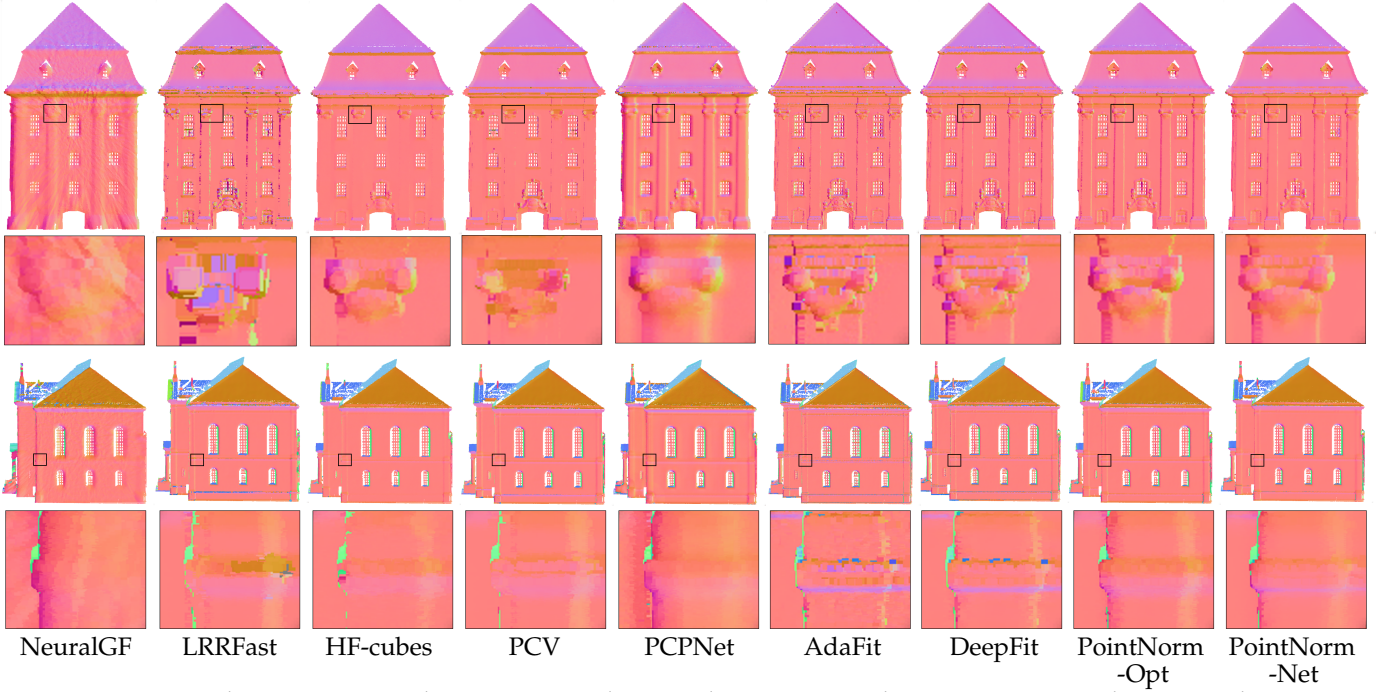 NeuralGF LRRFast HF-cubes PCV PCPNet AdaFit DeepFit PointNorm PointNorm
-Opt -Net